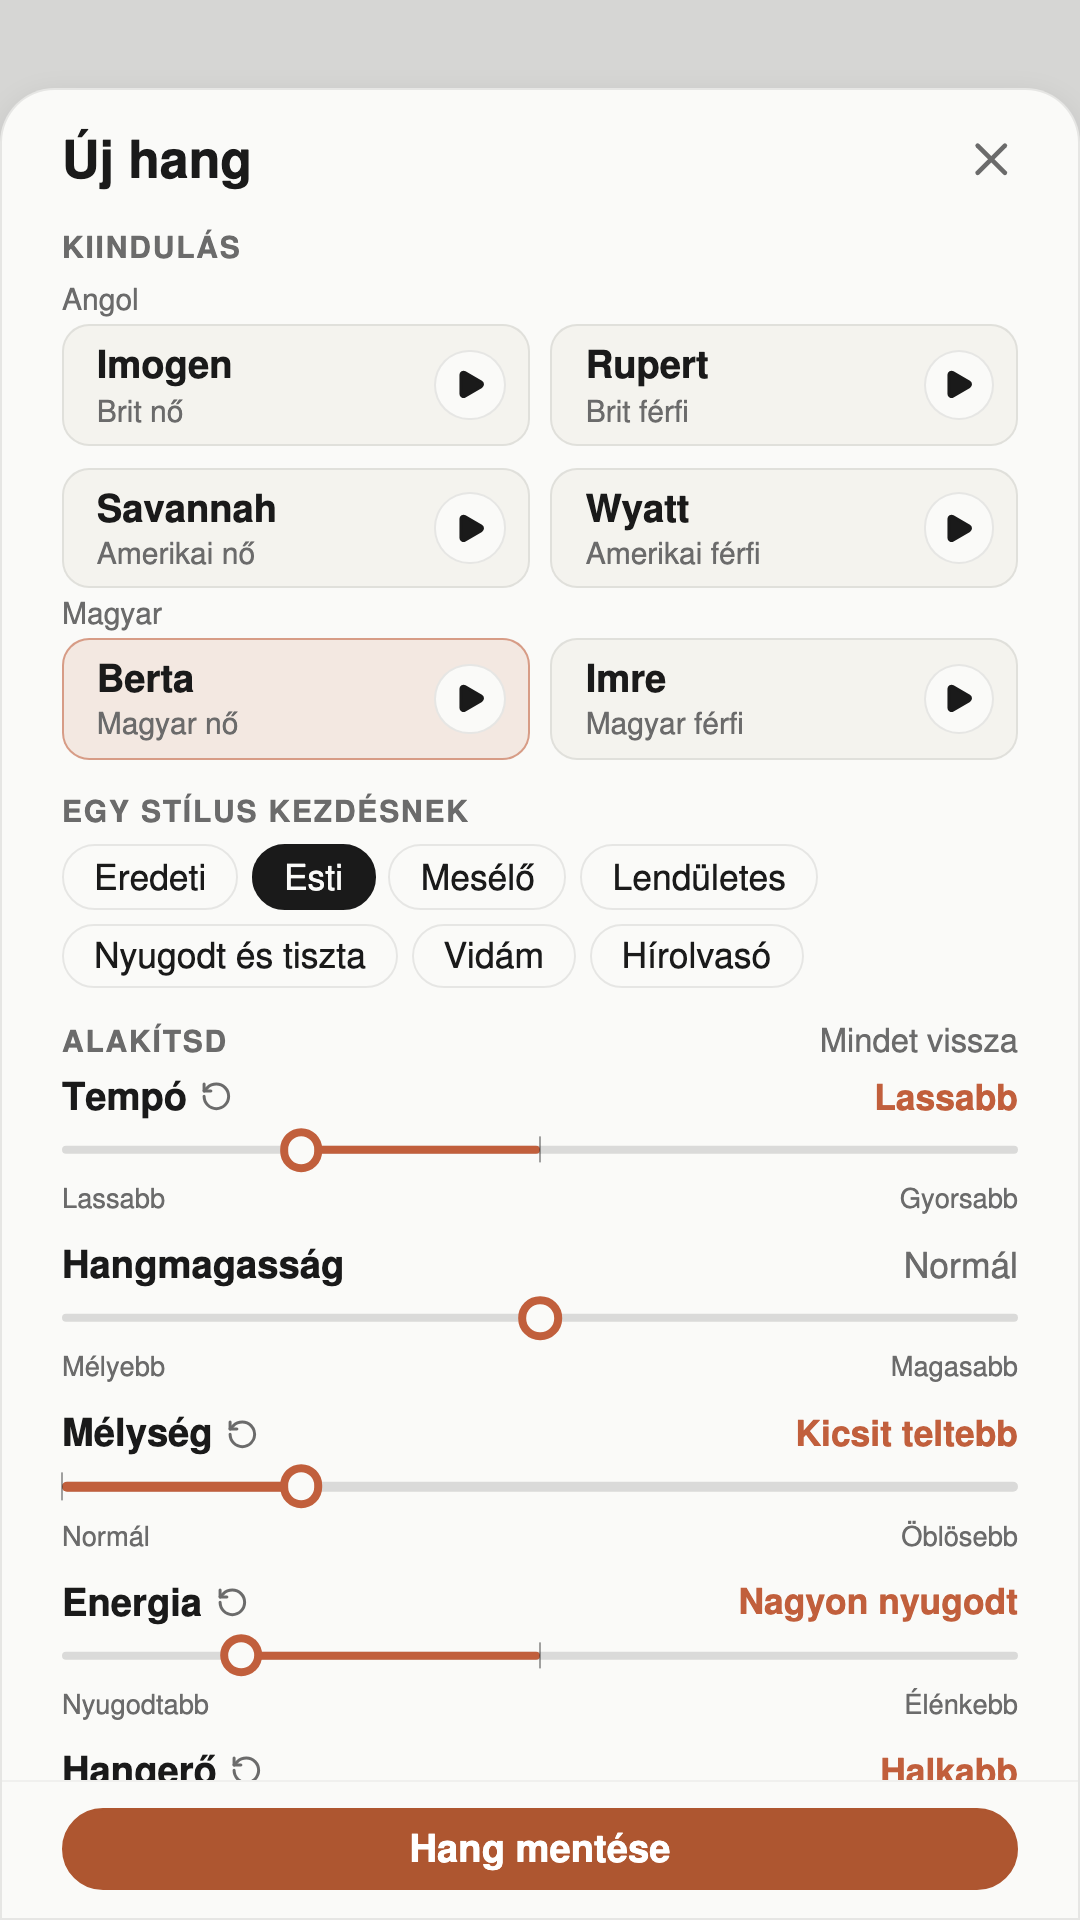 Új hang
KIINDULÁS
Angol
Imogen
Brit nő
Rupert
Brit férfi
Savannah
Amerikai nő
Wyatt
Amerikai férfi
Magyar
Berta
Magyar nő
Imre
Magyar férfi
EGY STÍLUS KEZDÉSNEK
Eredeti Esti Mesélő Lendületes
Nyugodt és tiszta Vidám Hírolvasó
ALAKÍTSD Mindet vissza
Tempó Lassabb
Lassabb Gyorsabb
Hangmagasság Normál
Mélyebb Magasabb
Mélység Kicsit teltebb
Normál Öblösebb
Energia Nagyon nyugodt
Nyugodtabb Élénkebb
Hangerő Halkabb
Hang mentése